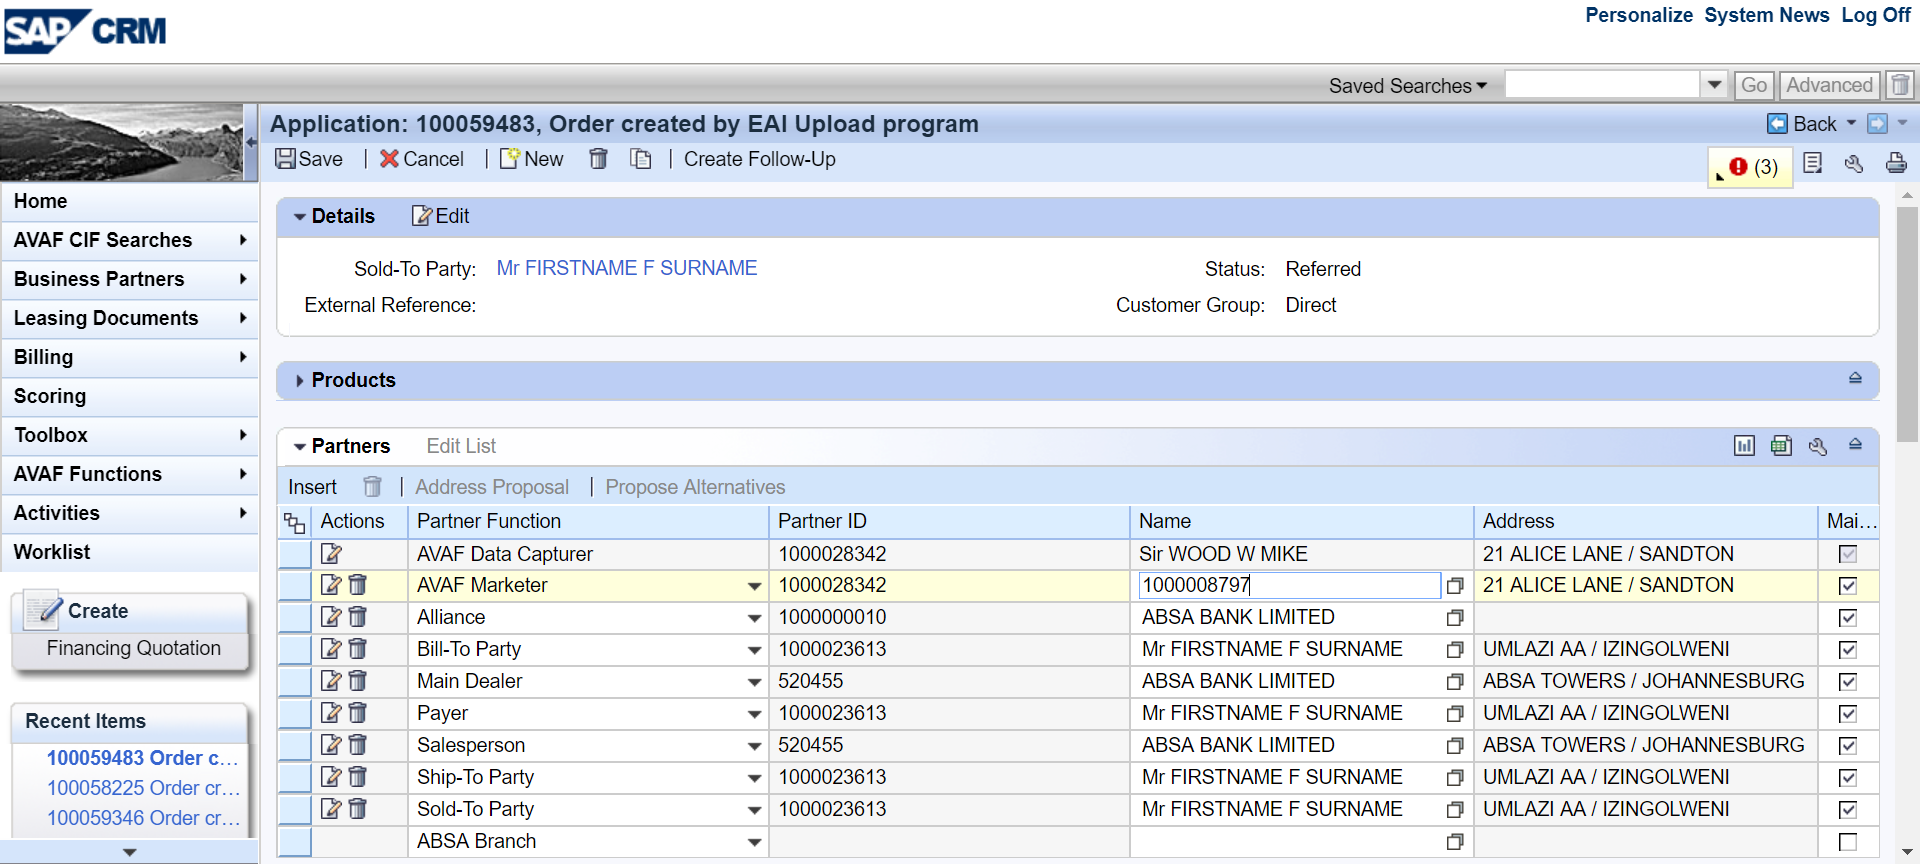 SAP CRM
Personalize System News Log Off
Saved Searches Go Advanced
Application: 100059483, Order created by EAI Upload program
Back
Save | Cancel | New | Create Follow-Up
(3)
Home
AVAF CIF Searches
Business Partners
Leasing Documents
Billing
Scoring
Toolbox
AVAF Functions
Activities
Worklist
Create
Financing Quotation
Recent Items
100059483 Order c...
100058225 Order cr...
100059346 Order cr...
Details Edit
Sold-To Party: Mr FIRSTNAME F SURNAME Status: Referred
External Reference: Customer Group: Direct
Products
Partners Edit List
Insert | Address Proposal | Propose Alternatives
Actions Partner Function Partner ID Name Address Mai...
AVAF Data Capturer 1000028342 Sir WOOD W MIKE 21 ALICE LANE / SANDTON
AVAF Marketer 1000028342 1000008797 21 ALICE LANE / SANDTON
Alliance 1000000010 ABSA BANK LIMITED
Bill-To Party 1000023613 Mr FIRSTNAME F SURNAME UMLAZI AA / IZINGOLWENI
Main Dealer 520455 ABSA BANK LIMITED ABSA TOWERS / JOHANNESBURG
Payer 1000023613 Mr FIRSTNAME F SURNAME UMLAZI AA / IZINGOLWENI
Salesperson 520455 ABSA BANK LIMITED ABSA TOWERS / JOHANNESBURG
Ship-To Party 1000023613 Mr FIRSTNAME F SURNAME UMLAZI AA / IZINGOLWENI
Sold-To Party 1000023613 Mr FIRSTNAME F SURNAME UMLAZI AA / IZINGOLWENI
ABSA Branch